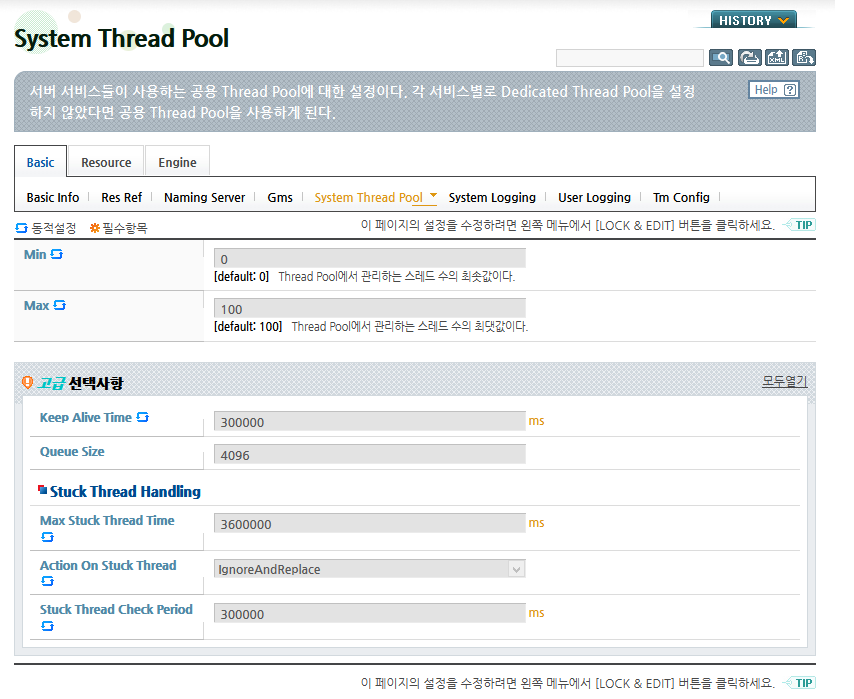 HISTORY
System Thread Pool
XML
서버 서비스들이 사용하는 공용 Thread Pool에 대한 설정이다. 각 서비스별로 Dedicated Thread Pool을 설정
하지 않았다면 공용 Thread Pool을 사용하게 된다.
Help ?
Basic Resource Engine
Basic Info Res Ref Naming Server Gms System Thread Pool System Logging User Logging Tm Config
동적설정 필수항목 이 페이지의 설정을 수정하려면 왼쪽 메뉴에서 [LOCK & EDIT] 버튼을 클릭하세요. TIP
Min 0
[default: 0] Thread Pool에서 관리하는 스레드 수의 최솟값이다.
Max 100
[default: 100] Thread Pool에서 관리하는 스레드 수의 최댓값이다.
고급 선택사항 모두열기
Keep Alive Time 300000 ms
Queue Size 4096
Stuck Thread Handling
Max Stuck Thread Time 3600000 ms
Action On Stuck Thread IgnoreAndReplace
Stuck Thread Check Period 300000 ms
이 페이지의 설정을 수정하려면 왼쪽 메뉴에서 [LOCK & EDIT] 버튼을 클릭하세요. TIP